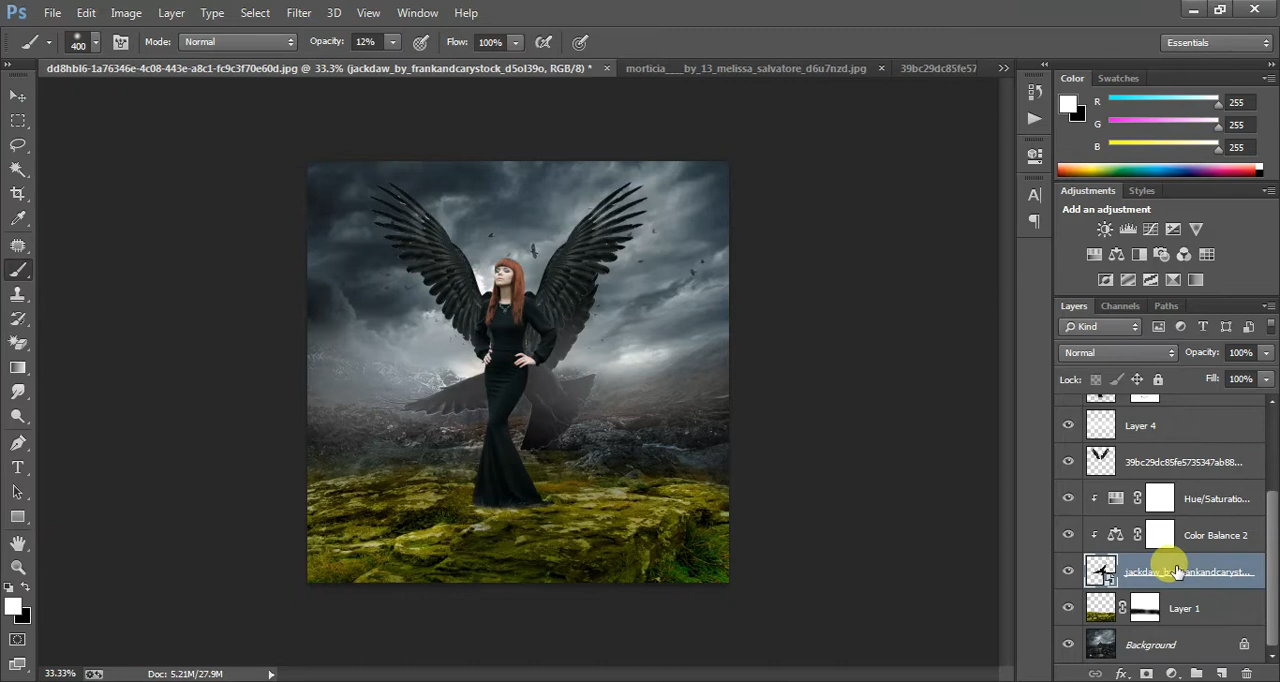 Ps File Edit Image Layer Type Select Filter 3D View Window Help
400 Mode: Normal Opacity: 12% Flow: 100% Essentials
dd8hbl6-1a76346e-4c08-443e-a8c1-fc9c3f70e60d.jpg @ 33.3% (jackdaw_by_frankandcarystock_d5ol39o, RGB/8) * × morticia____by_13_melissa_salvatore_d6u7nzd.jpg × 39bc29dc85fe57
Color Swatches
R 255
G 255
B 255
Adjustments Styles
Add an adjustment
Layers Channels Paths
Kind
Normal Opacity: 100%
Lock: Fill: 100%
Layer 4
39bc29dc85fe5735347ab88...
Hue/Saturatio...
Color Balance 2
Layer 1
Background
33.33% Doc: 5.21M/27.9M